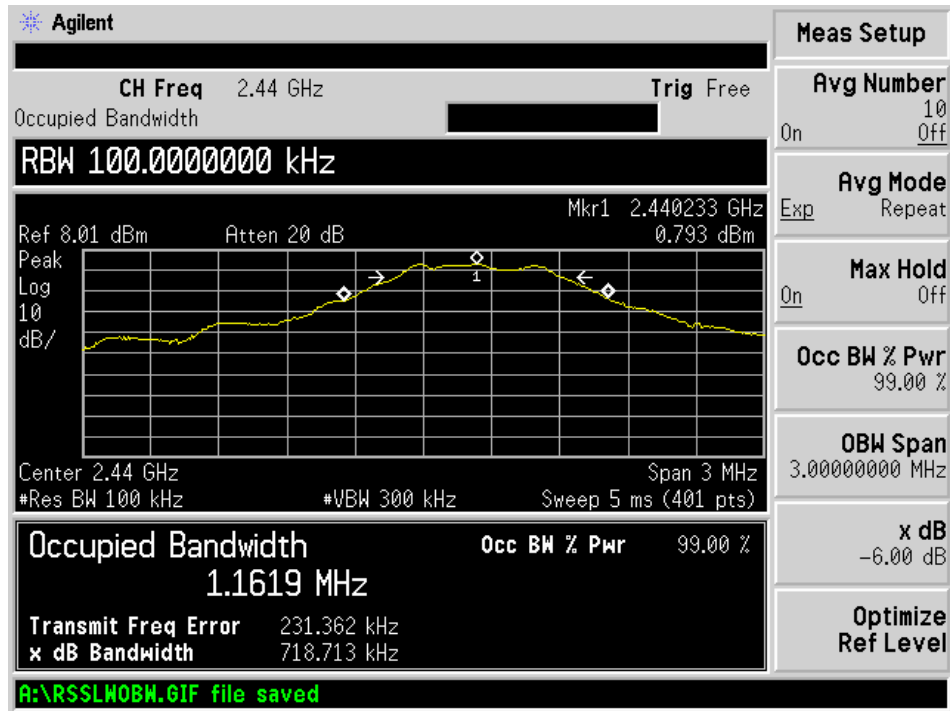 Agilent
CH Freq 2.44 GHz Trig Free
Occupied Bandwidth
RBW 100.0000000 kHz
Mkr1 2.440233 GHz
Ref 8.01 dBm Atten 20 dB 0.793 dBm
Peak
Log
10
dB/
1
Center 2.44 GHz Span 3 MHz
#Res BW 100 kHz #VBW 300 kHz Sweep 5 ms (401 pts)
Occupied Bandwidth Occ BW % Pwr 99.00 %
1.1619 MHz
Transmit Freq Error 231.362 kHz
x dB Bandwidth 718.713 kHz
A:\RSSLWOBW.GIF file saved
Meas Setup
Avg Number
10
On Off
Avg Mode
Exp Repeat
Max Hold
On Off
Occ BW % Pwr
99.00 %
OBW Span
3.00000000 MHz
x dB
-6.00 dB
Optimize
Ref Level